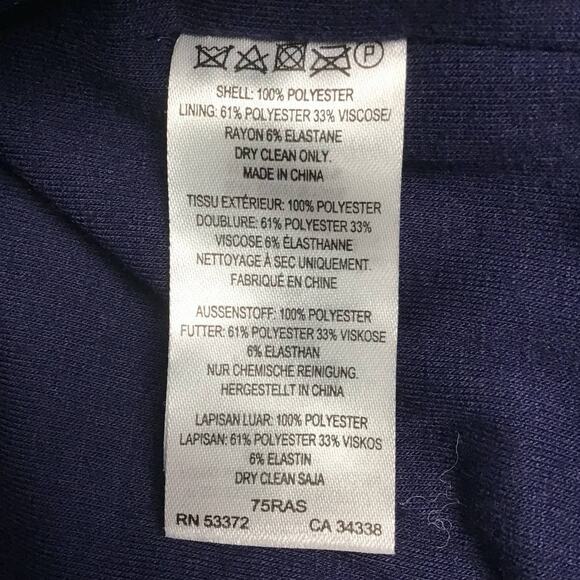 P
SHELL: 100% POLYESTER
LINING: 61% POLYESTER 33% VISCOSE/
RAYON 6% ELASTANE
DRY CLEAN ONLY.
MADE IN CHINA
TISSU EXTÉRIEUR: 100% POLYESTER
DOUBLURE: 61% POLYESTER 33%
VISCOSE 6% ÉLASTHANNE
NETTOYAGE À SEC UNIQUEMENT.
FABRIQUÉ EN CHINE
AUSSENSTOFF: 100% POLYESTER
FUTTER: 61% POLYESTER 33% VISKOSE
6% ELASTHAN
NUR CHEMISCHE REINIGUNG.
HERGESTELLT IN CHINA
LAPISAN LUAR: 100% POLYESTER
LAPISAN: 61% POLYESTER 33% VISKOS
6% ELASTIN
DRY CLEAN SAJA
75RAS
RN 53372 CA 34338